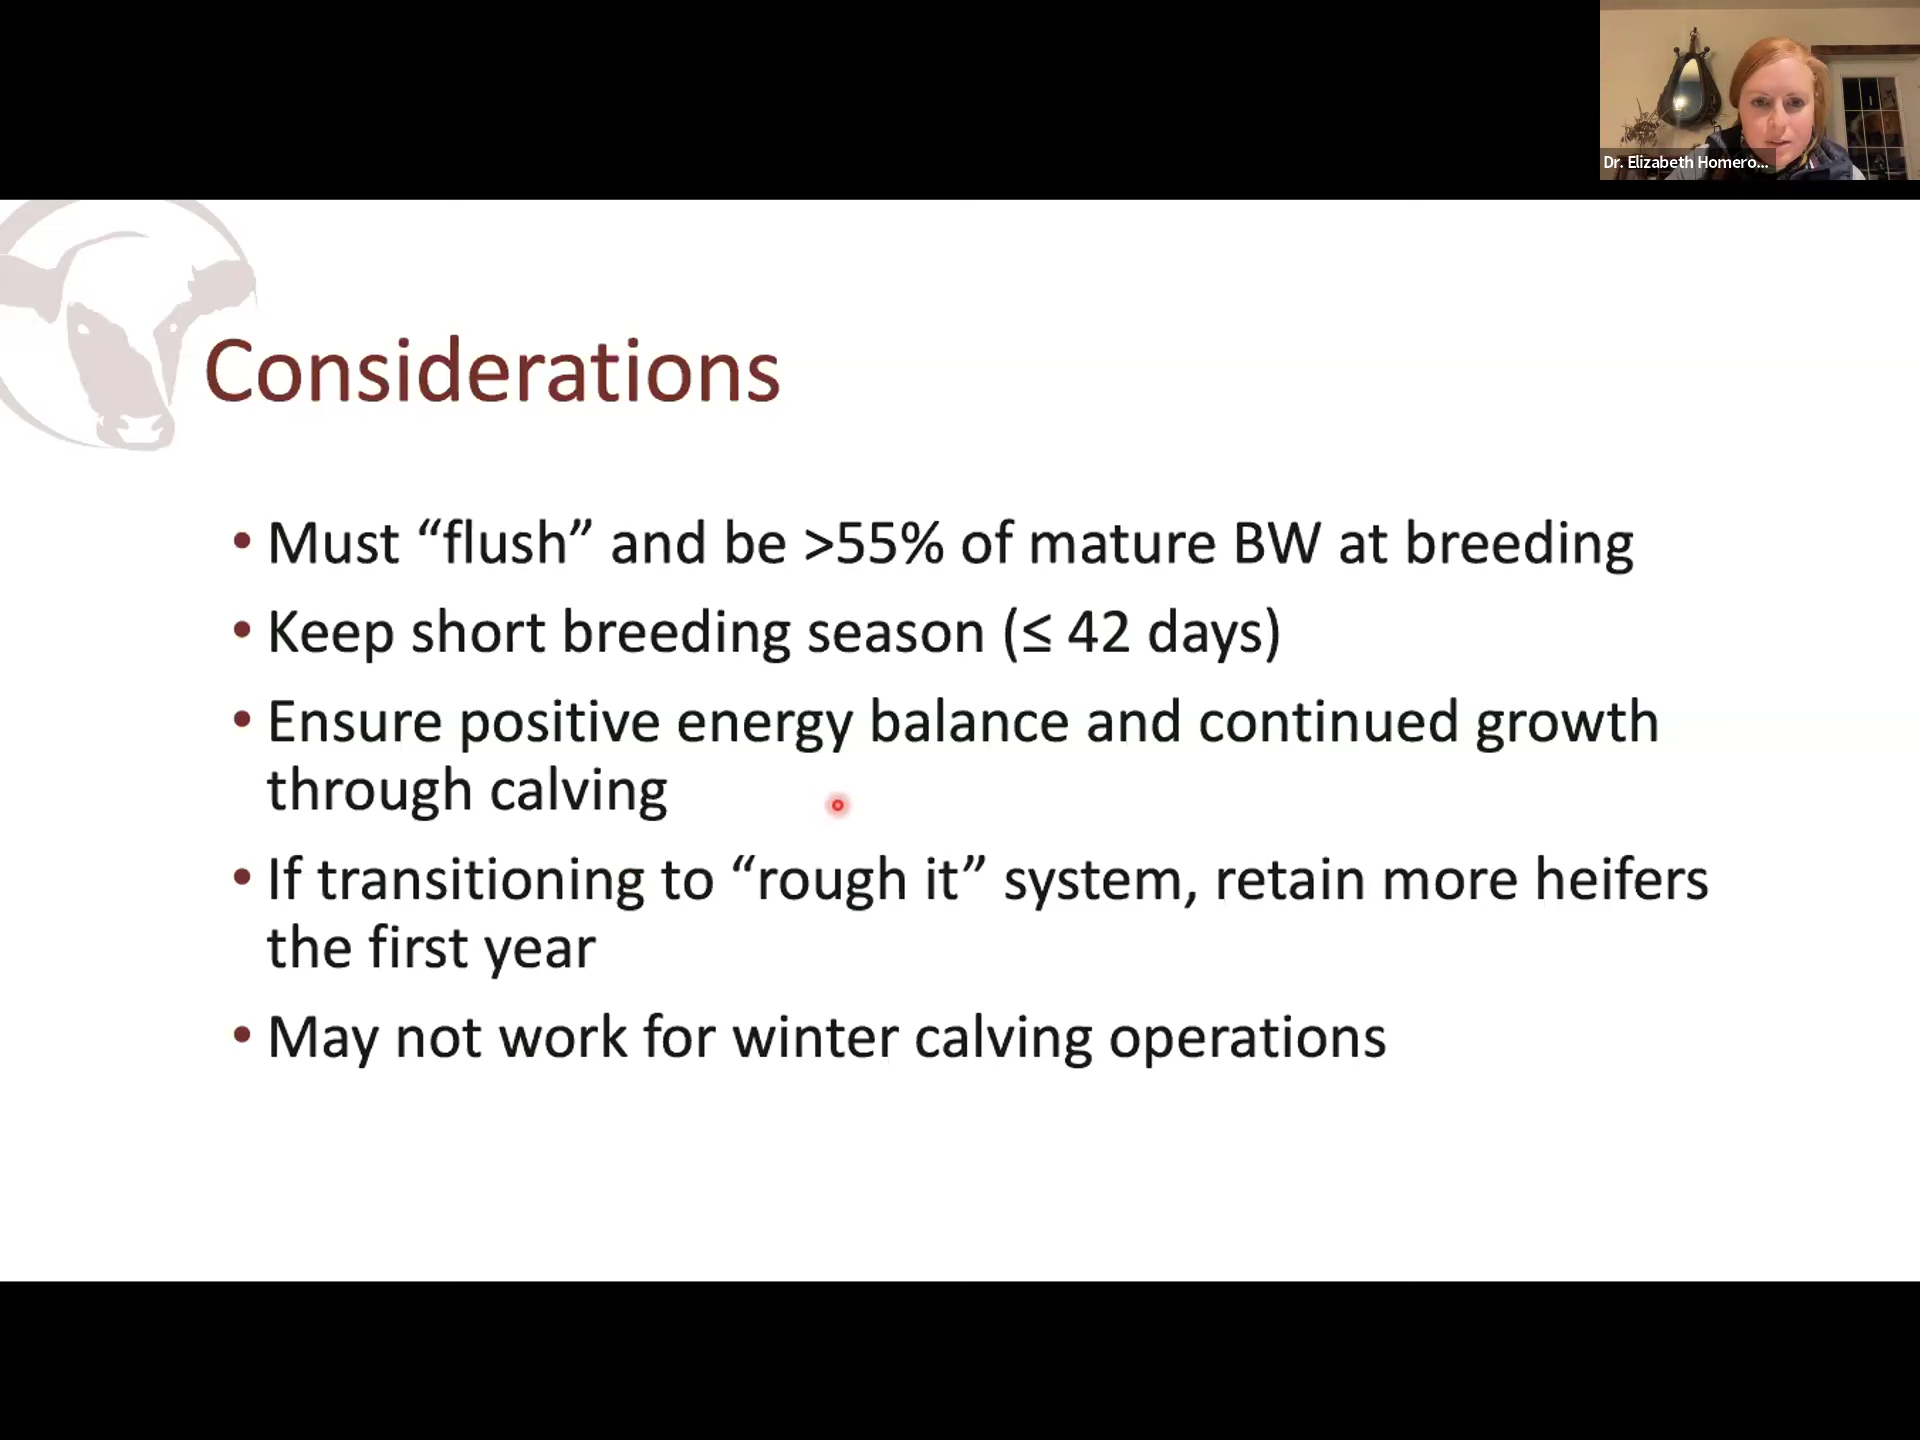 Dr. Elizabeth Homero...
Considerations
• Must “flush” and be >55% of mature BW at breeding
• Keep short breeding season (≤ 42 days)
• Ensure positive energy balance and continued growth
through calving
• If transitioning to “rough it” system, retain more heifers
the first year
• May not work for winter calving operations